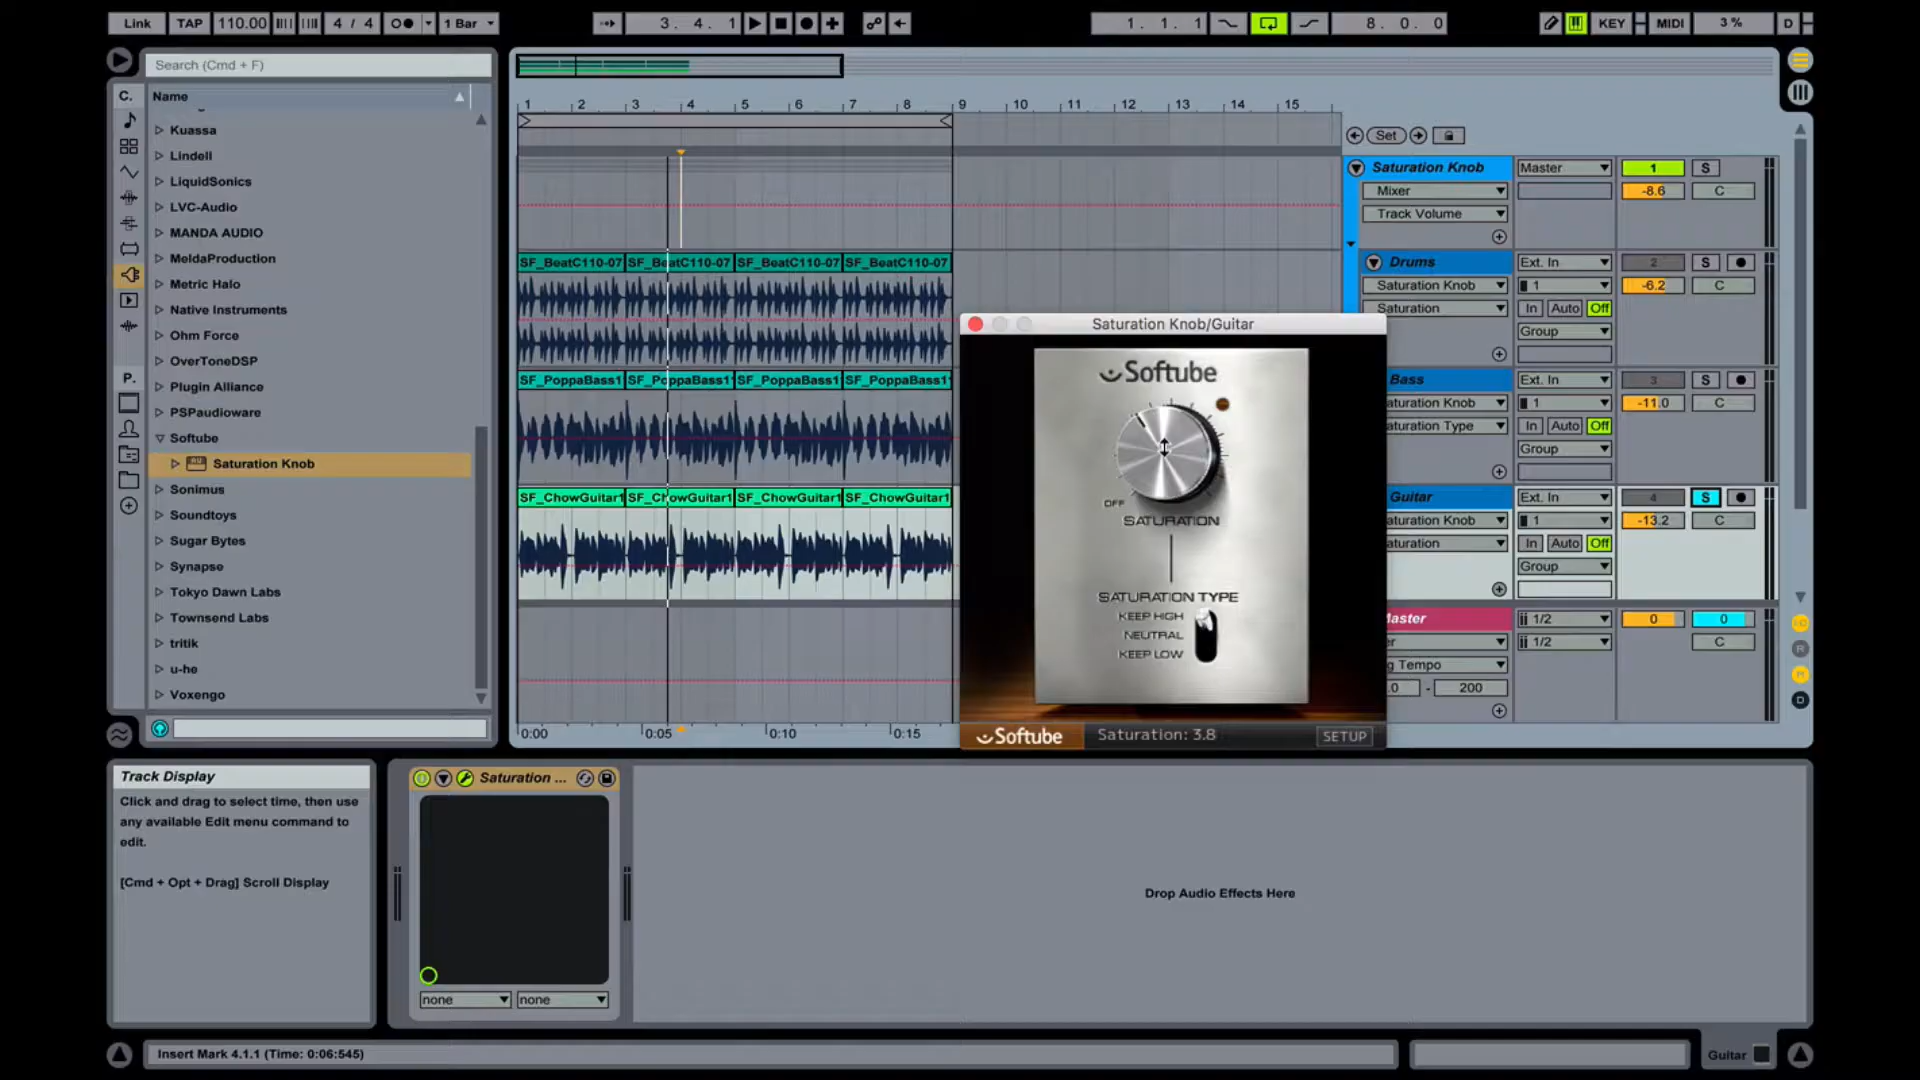 Link TAP 110.00 4 / 4 1 Bar 3. 4. 1 1. 1. 1 8. 0. 0 KEY MIDI 3 % D
Search (Cmd + F)
C. Name
Kuassa
Lindell
LiquidSonics
LVC-Audio
MANDA AUDIO
MeldaProduction
Metric Halo
Native Instruments
Ohm Force
OverToneDSP
P.
Plugin Alliance
PSPaudioware
Softube
Saturation Knob
Sonimus
Soundtoys
Sugar Bytes
Synapse
Tokyo Dawn Labs
Townsend Labs
tritik
u-he
Voxengo
1 2 3 4 5 6 7 8 9 10 11 12 13 14 15
Set
Saturation Knob Master 1 S
Mixer -8.6 C
Track Volume
SF_BeatC110-07 SF_BeatC110-07 SF_BeatC110-07 SF_BeatC110-07
Drums Ext. In 2 S
Saturation Knob 1 -6.2 C
Saturation In Auto Off
Group
SF_PoppaBass1 SF_PoppaBass1 SF_PoppaBass1 SF_PoppaBass1
Bass Ext. In 3 S
aturation Knob 1 -11.0 C
aturation Type In Auto Off
Group
SF_ChowGuitar1 SF_ChowGuitar1 SF_ChowGuitar1 SF_ChowGuitar1
Guitar Ext. In 4 S
aturation Knob 1 -13.2 C
aturation In Auto Off
Group
Master 1/2 0 0
er 1/2 C
g Tempo
.0 - 200
0:00 0:05 0:10 0:15
Saturation Knob/Guitar
Softube
OFF
SATURATION
SATURATION TYPE
KEEP HIGH
NEUTRAL
KEEP LOW
Softube Saturation: 3.8 SETUP
Track Display
Click and drag to select time, then use
any available Edit menu command to
edit.
[Cmd + Opt + Drag] Scroll Display
Saturation ...
none none
Drop Audio Effects Here
Insert Mark 4.1.1 (Time: 0:06:545)
Guitar